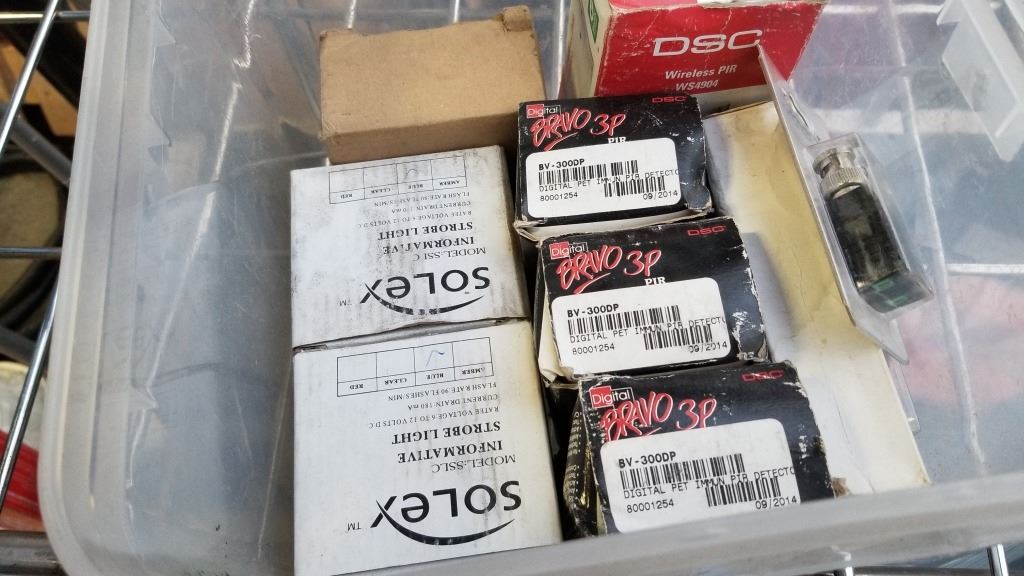 DSC
Wireless PIR
WS4904
Digital
DSC
BRAVO 3P
PIR
BV-300DP
DIGITAL PET IMMUN PIR DETECTO
80001254 09/2014
Digital
DSC
BRAVO 3P
PIR
BV-300DP
DIGITAL PET IMMUN PIR DETECTO
80001254 09/2014
Digital
DSC
BRAVO 3P
BV-300DP
DIGITAL PET IMMUN PIR DETECTO
80001254 09/2014
SOLEX TM
MODEL:SSL.C
INFORMATIVE
STROBE LIGHT
RATEE VOLTAGE 6 TO 12 VOLTS D C
CURRENT DRAIN 180 mA
FLASH RATE 90 FLASHES/MIN
AMBER BLUE CLEAR RED
SOLEX TM
MODEL:SSL.C
INFORMATIVE
STROBE LIGHT
RATEE VOLTAGE 6 TO 12 VOLTS D C
CURRENT DRAIN 180 mA
FLASH RATE 90 FLASHES/MIN
AMBER BLUE CLEAR RED